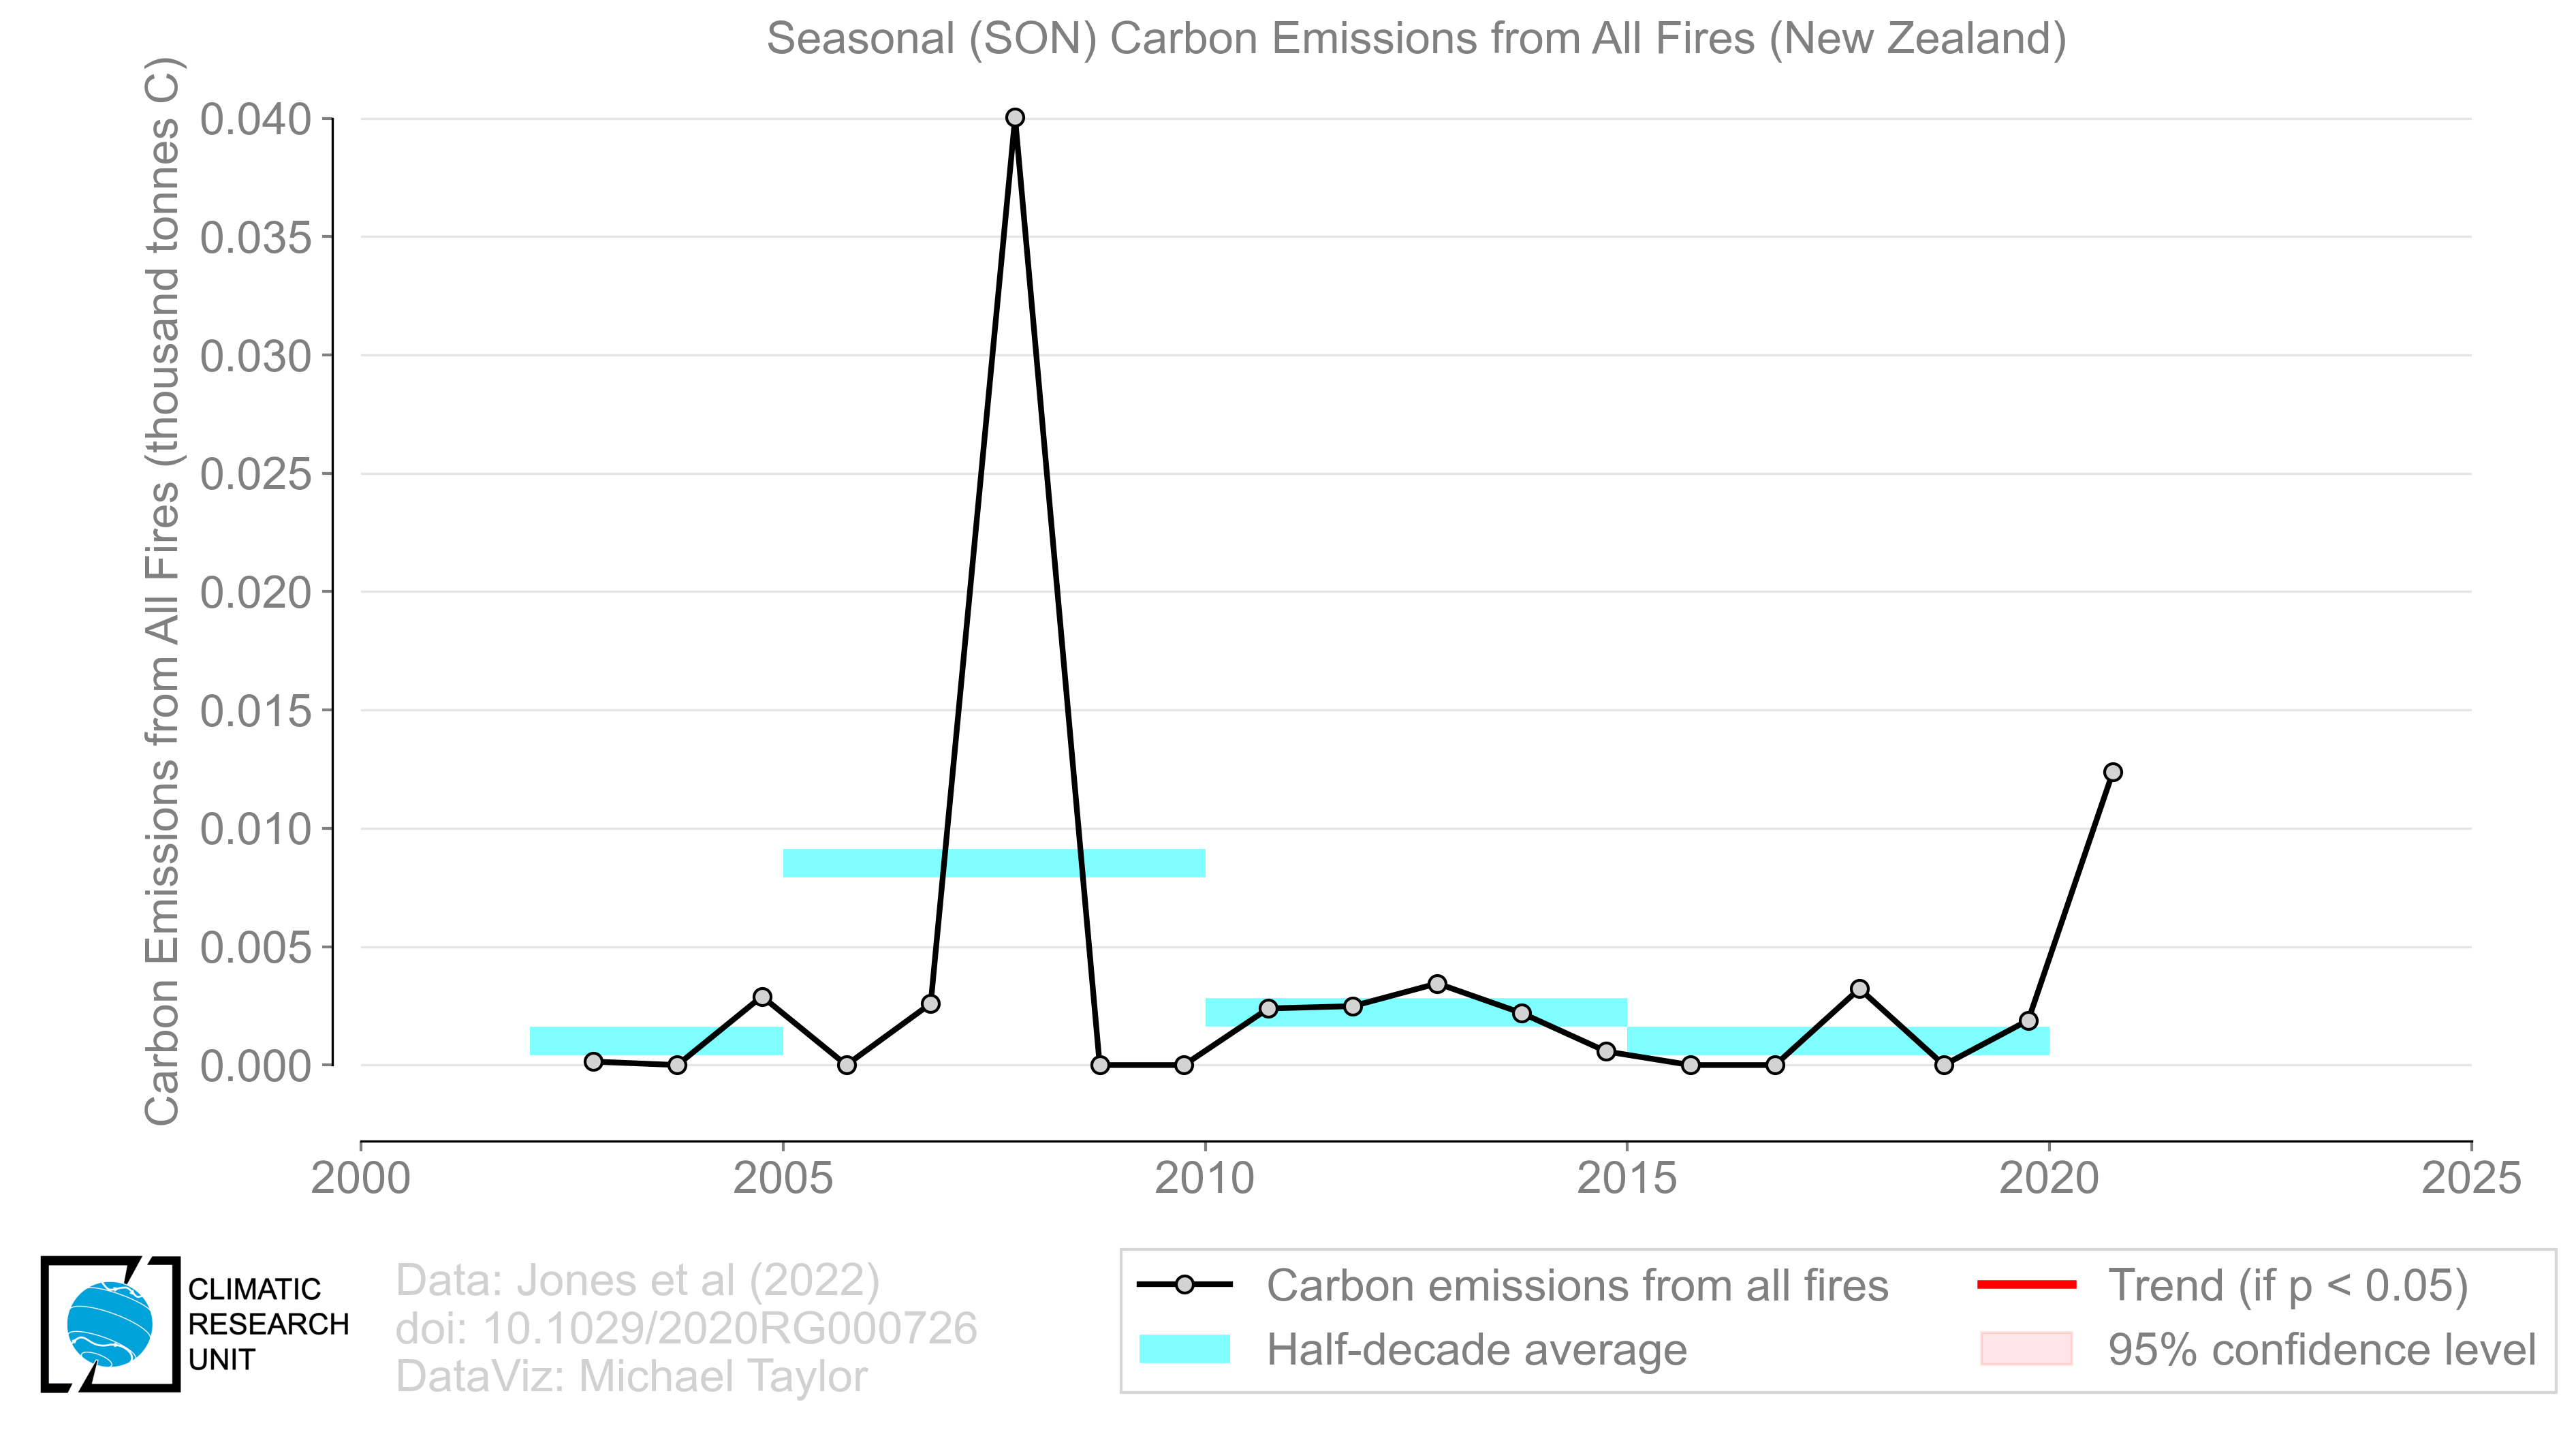 Seasonal (SON) Carbon Emissions from All Fires (New Zealand)
Carbon Emissions from All Fires (thousand tonnes C)
0.040
0.035
0.030
0.025
0.020
0.015
0.010
0.005
0.000
2000 2005 2010 2015 2020 2025
CLIMATIC
RESEARCH
UNIT
Data: Jones et al (2022)
doi: 10.1029/2020RG000726
DataViz: Michael Taylor
Carbon emissions from all fires
Half-decade average
Trend (if p < 0.05)
95% confidence level